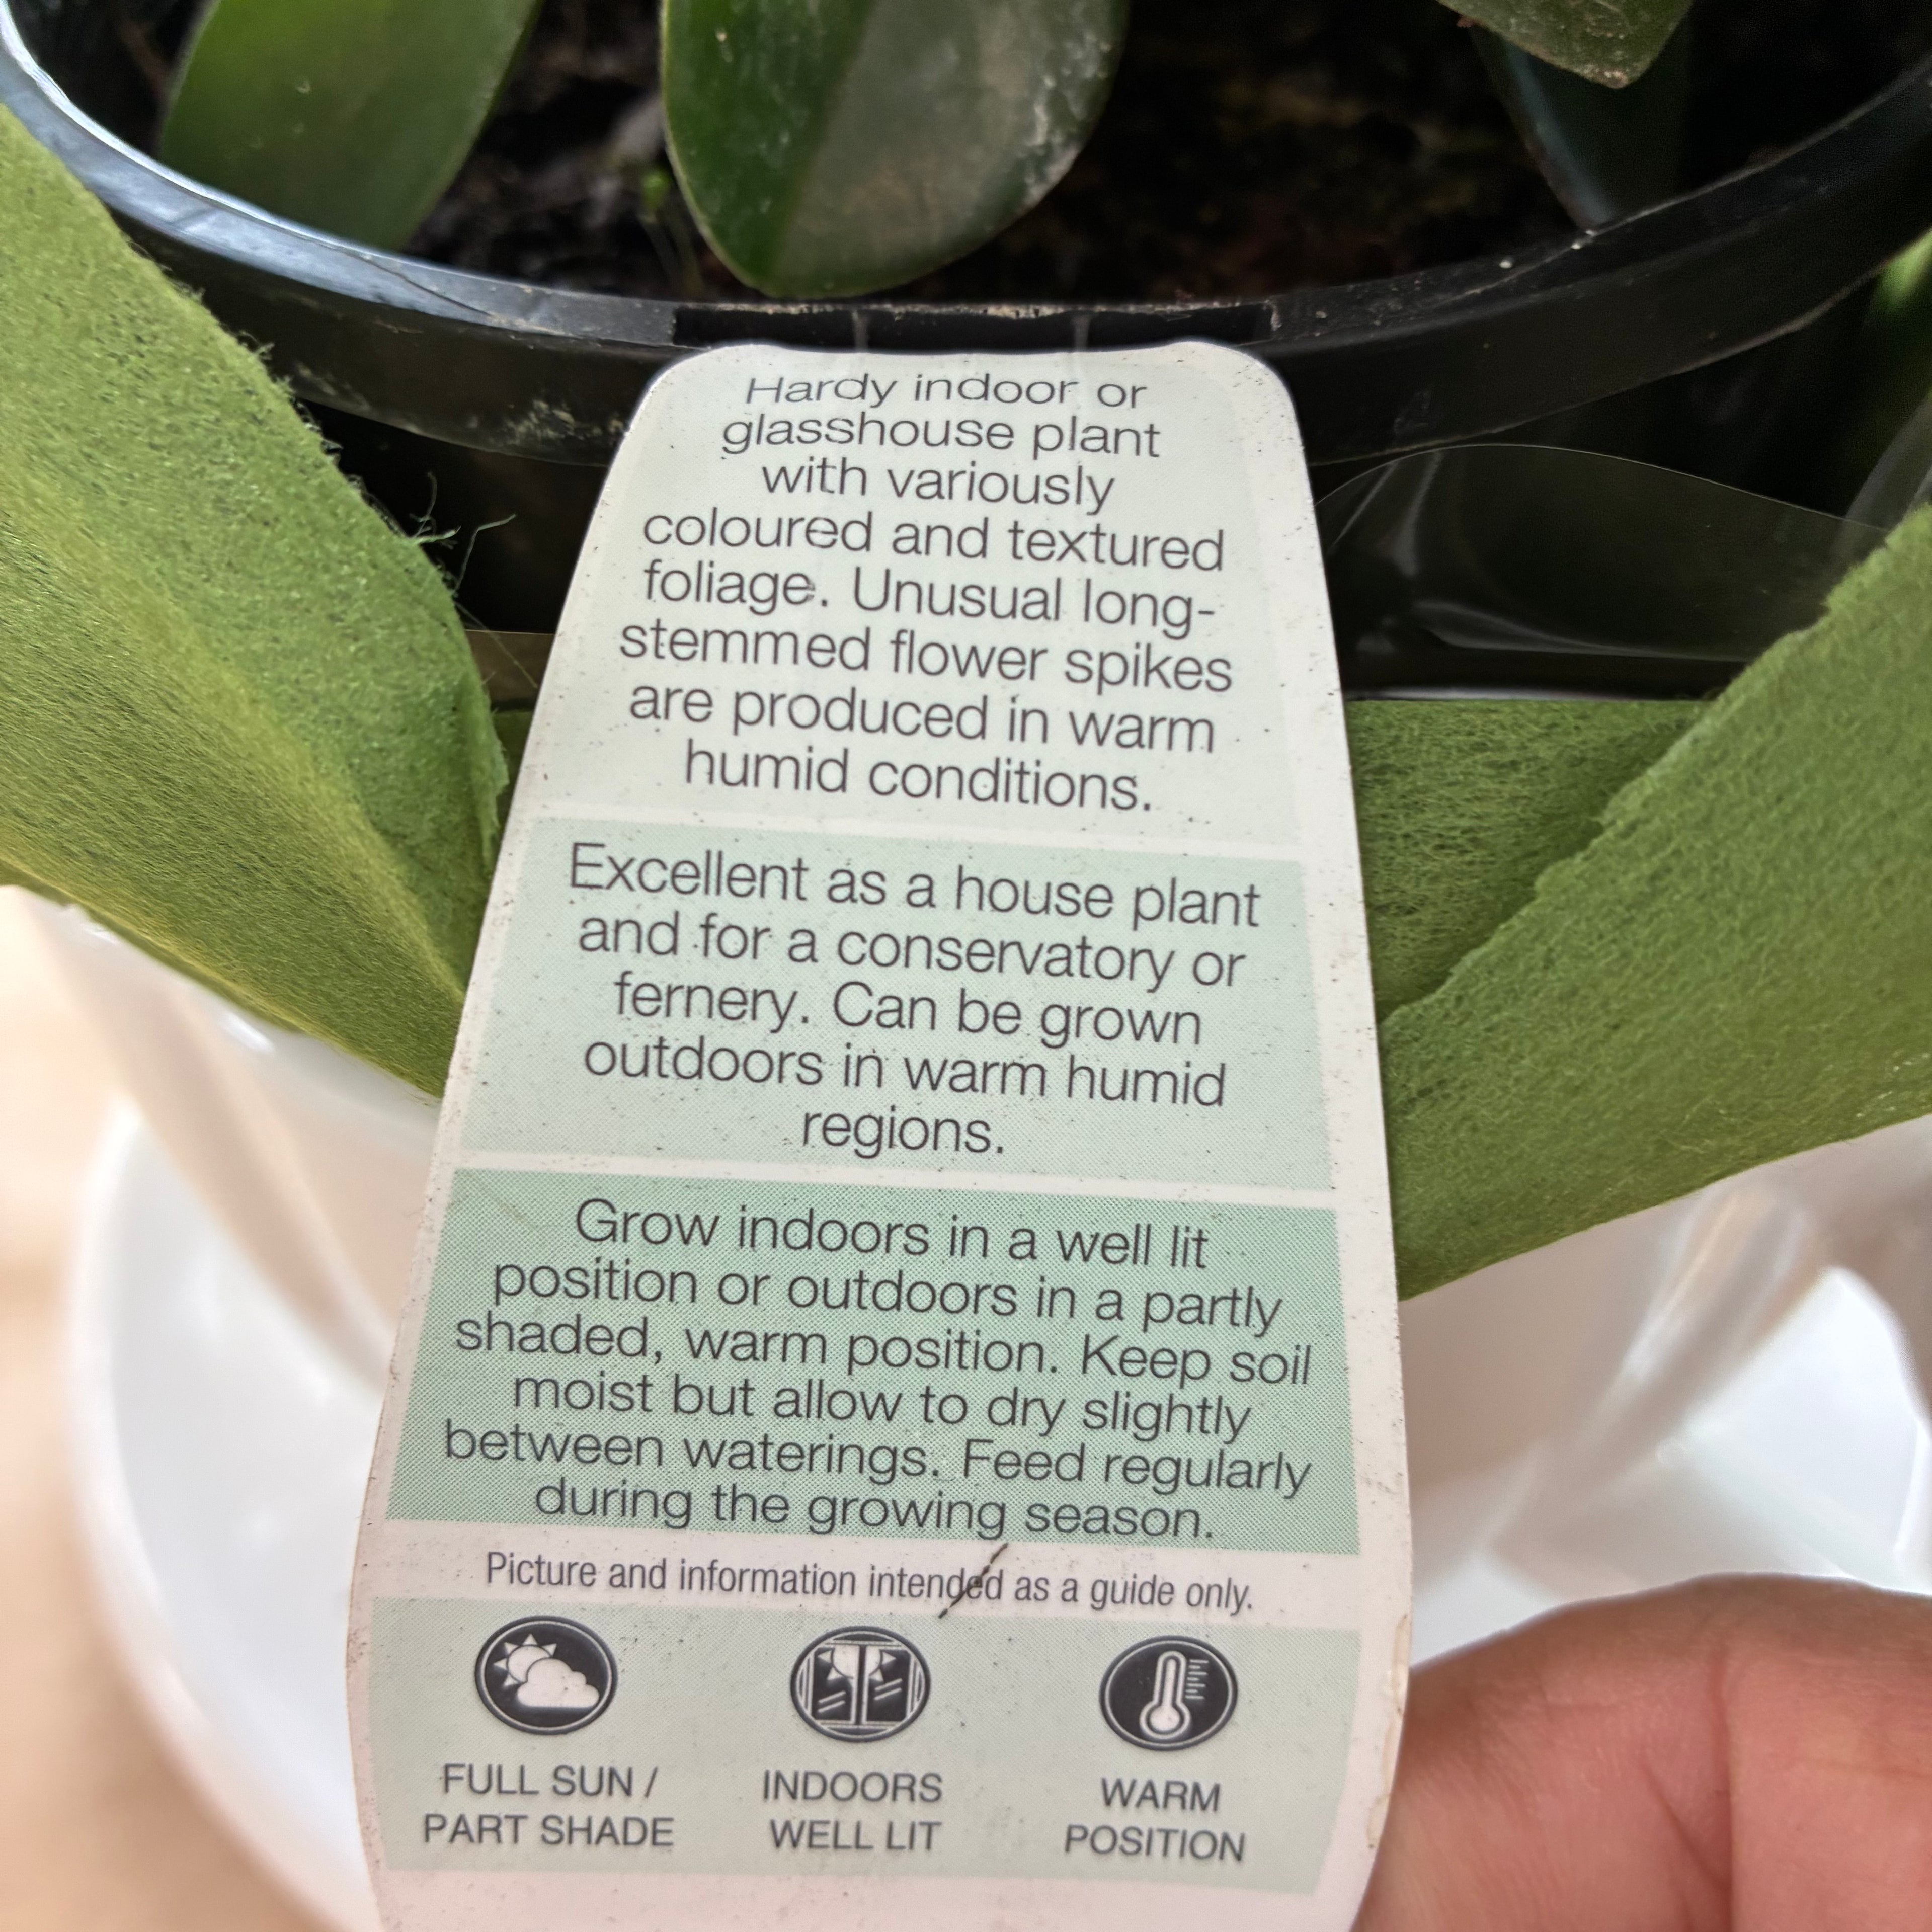 Hardy indoor or
glasshouse plant
with variously
coloured and textured
foliage. Unusual long-
stemmed flower spikes
are produced in warm
humid conditions.
Excellent as a house plant
and for a conservatory or
fernery. Can be grown
outdoors in warm humid
regions.
Grow indoors in a well lit
position or outdoors in a partly
shaded, warm position. Keep soil
moist but allow to dry slightly
between waterings. Feed regularly
during the growing season.
Picture and information intended as a guide only.
FULL SUN /
PART SHADE
INDOORS
WELL LIT
WARM
POSITION